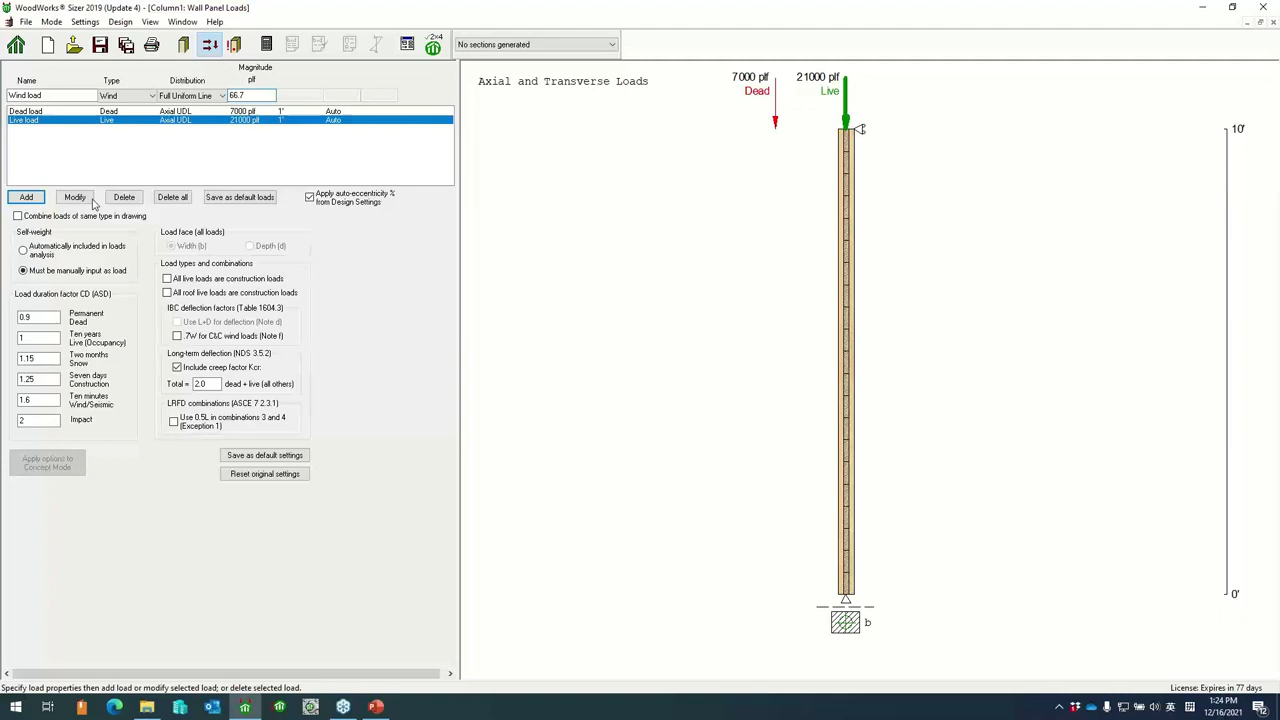 WoodWorks® Sizer 2019 (Update 4) - [Column1: Wall Panel Loads]
File Mode Settings Design View Window Help
2×4
No sections generated
Magnitude
Name Type Distribution plf
Wind load Wind Full Uniform Line 66.7
Dead load Dead Axial UDL 7000 plf 1' Auto
Live load Live Axial UDL 21000 plf 1' Auto
Add Modify Delete Delete all Save as default loads
Apply auto-eccentricity %
from Design Settings
Combine loads of same type in drawing
Self-weight
Automatically included in loads
analysis
Must be manually input as load
Load duration factor CD (ASD)
0.9 Permanent
Dead
1 Ten years
Live (Occupancy)
1.15 Two months
Snow
1.25 Seven days
Construction
1.6 Ten minutes
Wind/Seismic
2 Impact
Apply options to
Concept Mode
Load face (all loads)
Width (b) Depth (d)
Load types and combinations
All live loads are construction loads
All roof live loads are construction loads
IBC deflection factors (Table 1604.3)
Use L+D for deflection (Note d)
.7W for C&C wind loads (Note f)
Long-term deflection (NDS 3.5.2)
Include creep factor Kcr:
Total = 2.0 dead + live (all others)
LRFD combinations (ASCE 7 2.3.1)
Use 0.5L in combinations 3 and 4
(Exception 1)
Save as default settings
Reset original settings
Axial and Transverse Loads
7000 plf
Dead
21000 plf
Live
10'
0'
b
Specify load properties then add load or modify selected load; or delete selected load.
License: Expires in 77 days
1:24 PM
12/16/2021
12